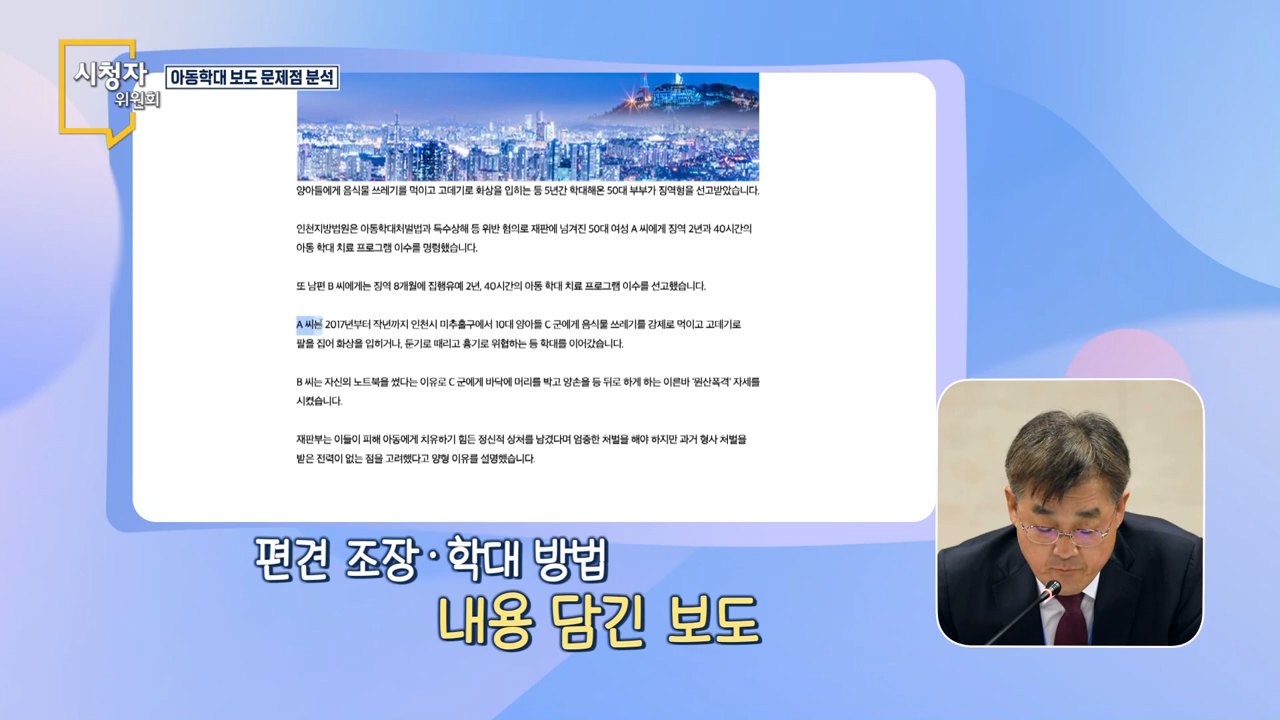 시청자
위원회
아동학대 보도 문제점 분석
양아들에게 음식물 쓰레기를 먹이고 고데기로 화상을 입히는 등 5년간 학대해온 50대 부부가 징역형을 선고받았습니다.
인천지방법원은 아동학대처벌법과 특수상해 등 위반 혐의로 재판에 넘겨진 50대 여성 A 씨에게 징역 2년과 40시간의
아동 학대 치료 프로그램 이수를 명령했습니다.
또 남편 B 씨에게는 징역 8개월에 집행유예 2년, 40시간의 아동 학대 치료 프로그램 이수를 선고했습니다.
A 씨는 2017년부터 작년까지 인천시 미추홀구에서 10대 양아들 C 군에게 음식물 쓰레기를 강제로 먹이고 고데기로
팔을 집어 화상을 입히거나, 둔기로 때리고 흉기로 위협하는 등 학대를 이어갔습니다.
B 씨는 자신의 노트북을 썼다는 이유로 C 군에게 바닥에 머리를 박고 양손을 등 뒤로 하게 하는 이른바 '원산폭격' 자세를
시켰습니다.
재판부는 이들이 피해 아동에게 치유하기 힘든 정신적 상처를 남겼다며 엄중한 처벌을 해야 하지만 과거 형사 처벌을
받은 전력이 없는 점을 고려했다고 양형 이유를 설명했습니다.
편견 조장·학대 방법
내용 담긴 보도